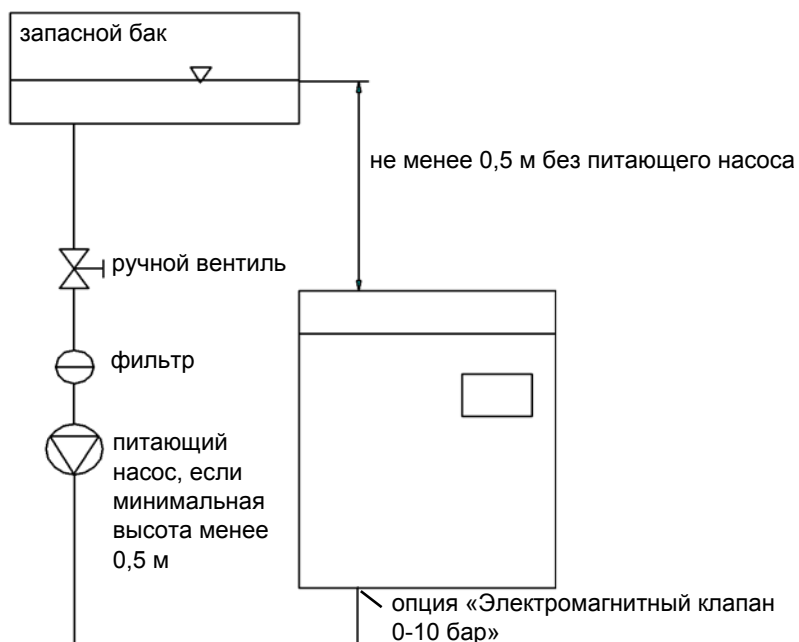 запасной бак
не менее 0,5 м без питающего насоса
ручной вентиль
фильтр
питающий
насос, если
минимальная
высота менее
0,5 м
опция «Электромагнитный клапан
0-10 бар»